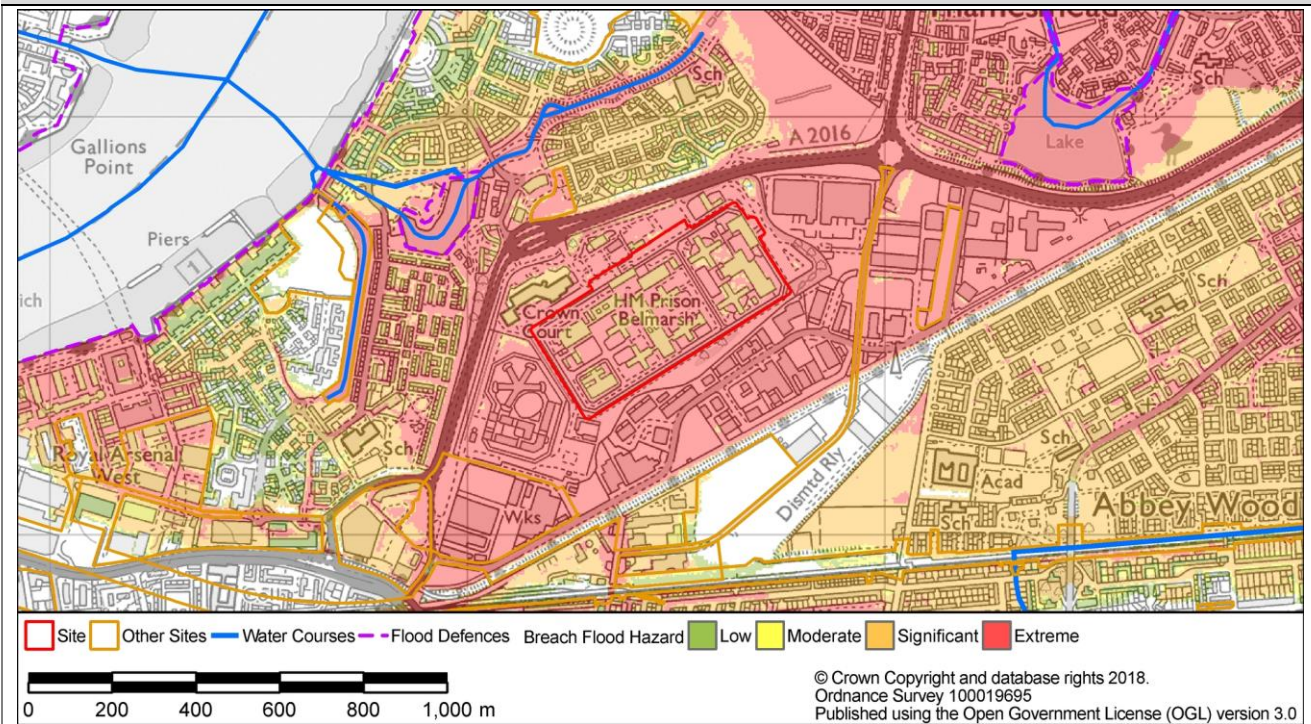 Thamesmead
Sch
Sch
Gallions
Point
A 2016
Lake
Piers
1
HM Prison
Belmarsh
Crown
Court
Sch
Royal Arsenal
West
Sch
Sch
Wks
Dismtd Rly
Acad
Sch
Abbey Wood
Site
Other Sites
Water Courses
Flood Defences
Breach Flood Hazard
Low
Moderate
Significant
Extreme
0 200 400 600 800 1,000 m
© Crown Copyright and database rights 2018.
Ordnance Survey 100019695
Published using the Open Government License (OGL) version 3.0